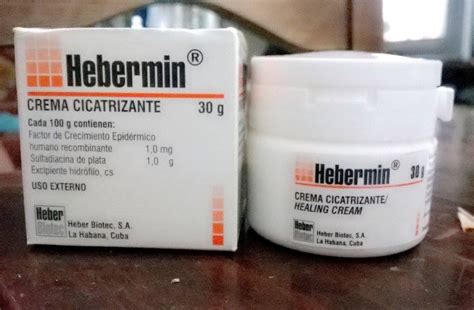 Hebermin®
CREMA CICATRIZANTE 30 g
Cada 100 g contienen:
Factor de Crecimiento Epidérmico
humano recombinante 1,0 mg
Sulfadiacina de plata 1,0 g
Excipiente hidrófilo, cs
USO EXTERNO
Heber
Biotec
Heber Biotec, S.A.
La Habana, Cuba
Hebermin® 30 g
CREMA CICATRIZANTE/
HEALING CREAM
Heber
Biotec
Heber Biotec, S.A.
La Habana, Cuba